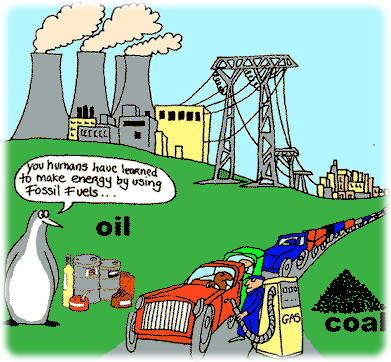 You humans have learned
to make energy by using
Fossil Fuels...
oil
GAS
coal